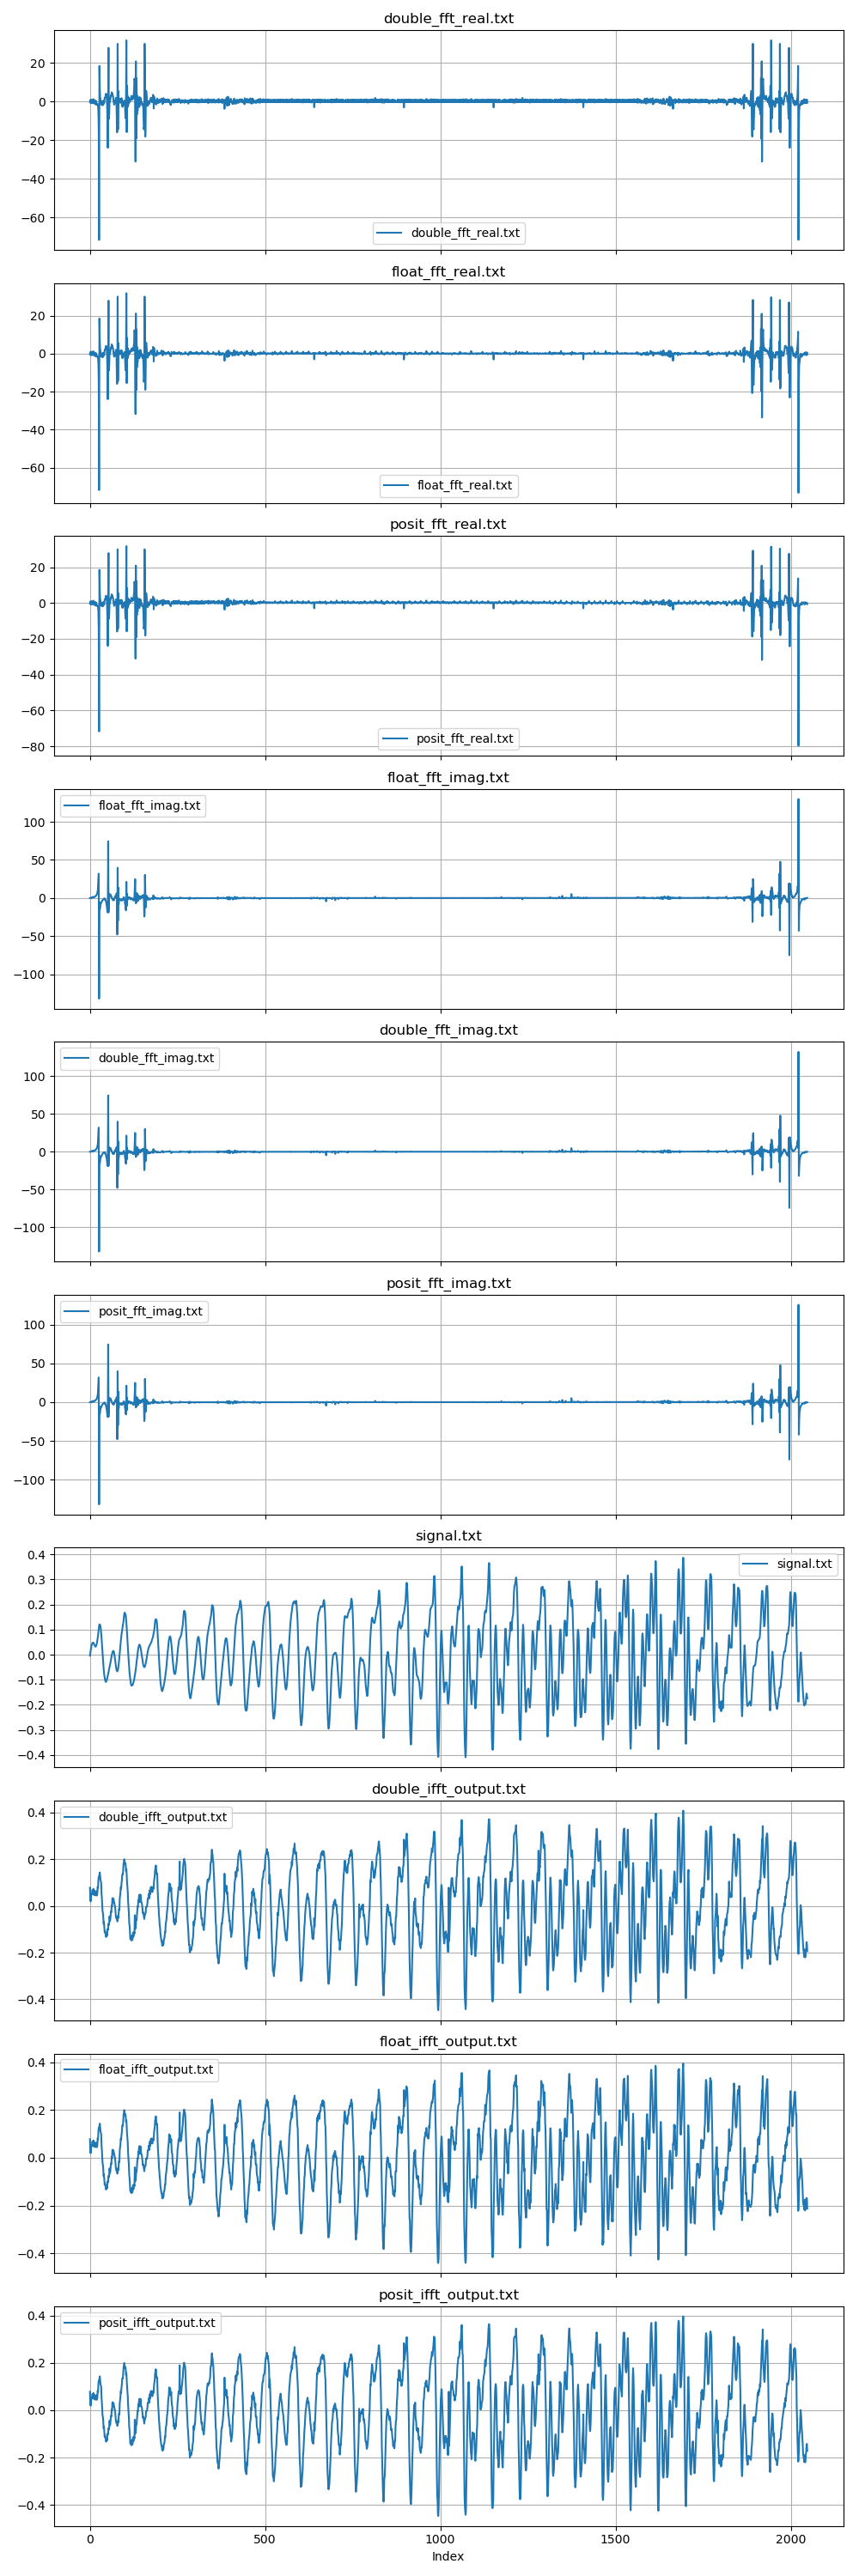 double_fft_real.txt
20
0
−20
−40
−60
double_fft_real.txt
float_fft_real.txt
20
0
−20
−40
−60
float_fft_real.txt
posit_fft_real.txt
20
0
−20
−40
−60
−80
posit_fft_real.txt
float_fft_imag.txt
float_fft_imag.txt
100
50
0
−50
−100
double_fft_imag.txt
double_fft_imag.txt
100
50
0
−50
−100
posit_fft_imag.txt
posit_fft_imag.txt
100
50
0
−50
−100
signal.txt
signal.txt
0.4
0.3
0.2
0.1
0.0
−0.1
−0.2
−0.3
−0.4
double_ifft_output.txt
double_ifft_output.txt
0.4
0.2
0.0
−0.2
−0.4
float_ifft_output.txt
float_ifft_output.txt
0.4
0.2
0.0
−0.2
−0.4
posit_ifft_output.txt
posit_ifft_output.txt
0.4
0.2
0.0
−0.2
−0.4
0 500 1000 1500 2000
Index